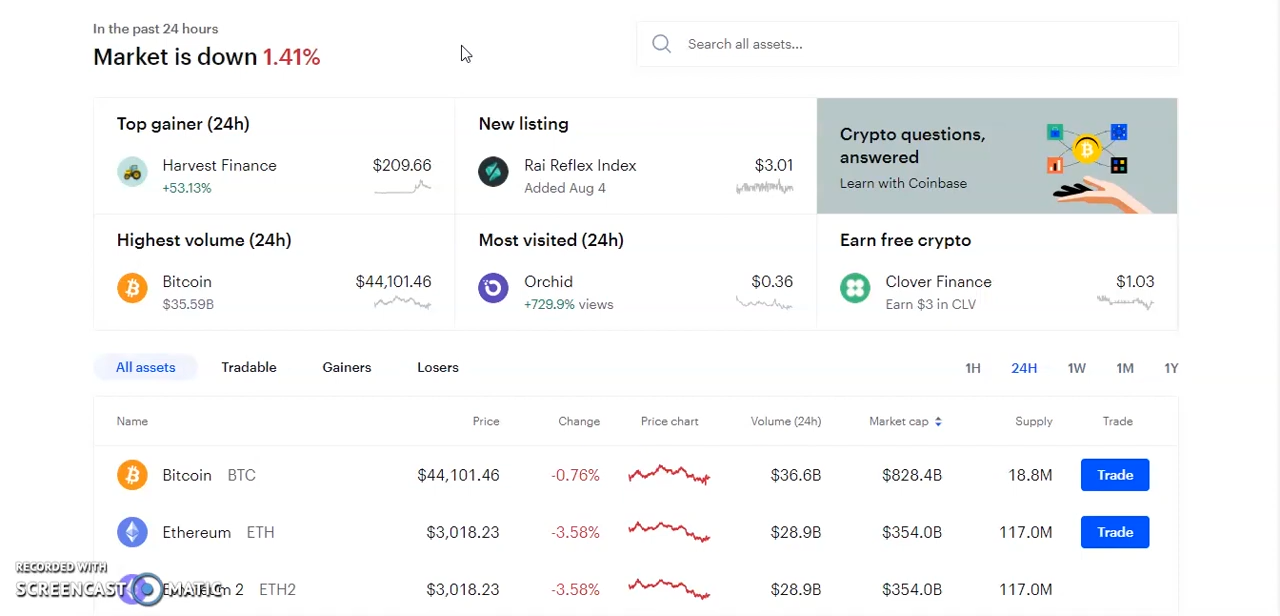 In the past 24 hours
Market is down 1.41%
Search all assets...
Top gainer (24h)
Harvest Finance $209.66
+53.13%
New listing
Rai Reflex Index $3.01
Added Aug 4
Crypto questions,
answered
Learn with Coinbase
Highest volume (24h)
Bitcoin $44,101.46
$35.59B
Most visited (24h)
Orchid $0.36
+729.9% views
Earn free crypto
Clover Finance $1.03
Earn $3 in CLV
All assets Tradable Gainers Losers 1H 24H 1W 1M 1Y
Name Price Change Price chart Volume (24h) Market cap Supply Trade
Bitcoin BTC $44,101.46 -0.76% $36.6B $828.4B 18.8M Trade
Ethereum ETH $3,018.23 -3.58% $28.9B $354.0B 117.0M Trade
2 ETH2 $3,018.23 -3.58% $28.9B $354.0B 117.0M
RECORDED WITH
SCREENCAST MATIC